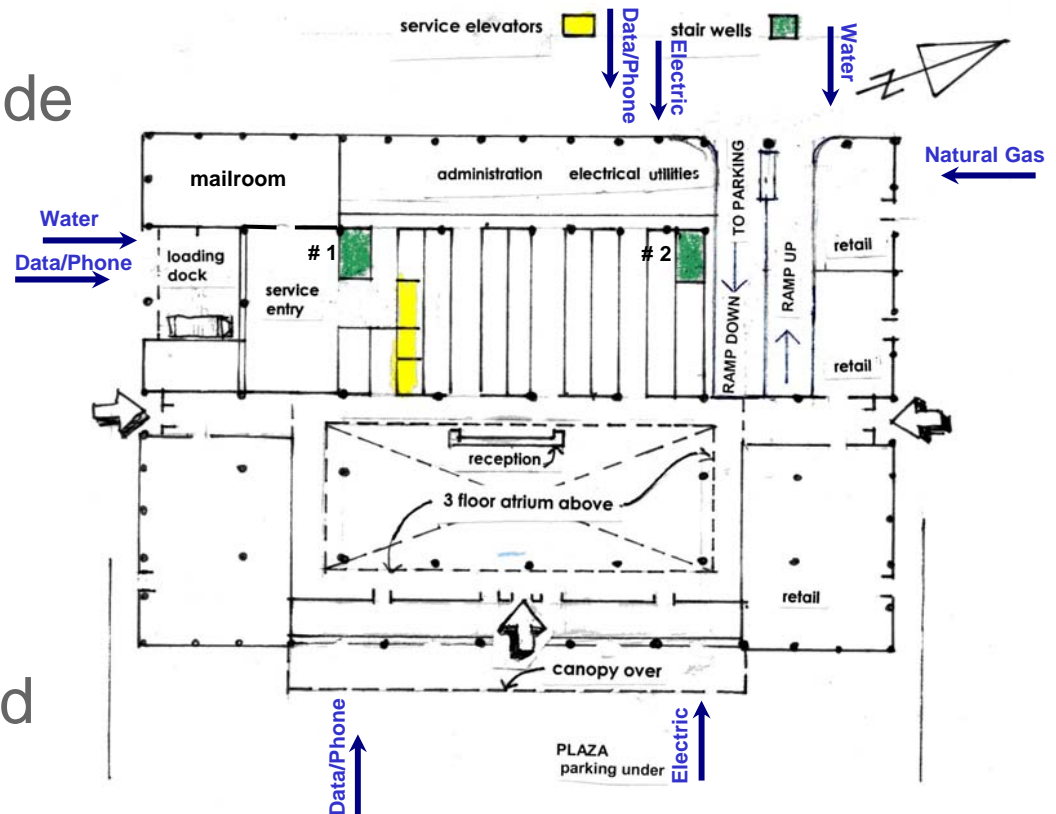 service elevators
stair wells
Data/Phone
Electric
Water
N
de
Natural Gas
mailroom
administration
electrical utilities
TO PARKING
Water
Data/Phone
loading
dock
# 1
# 2
service
entry
RAMP DOWN
RAMP UP
retail
retail
reception
3 floor atrium above
retail
canopy over
d
Data/Phone
PLAZA
parking under
Electric